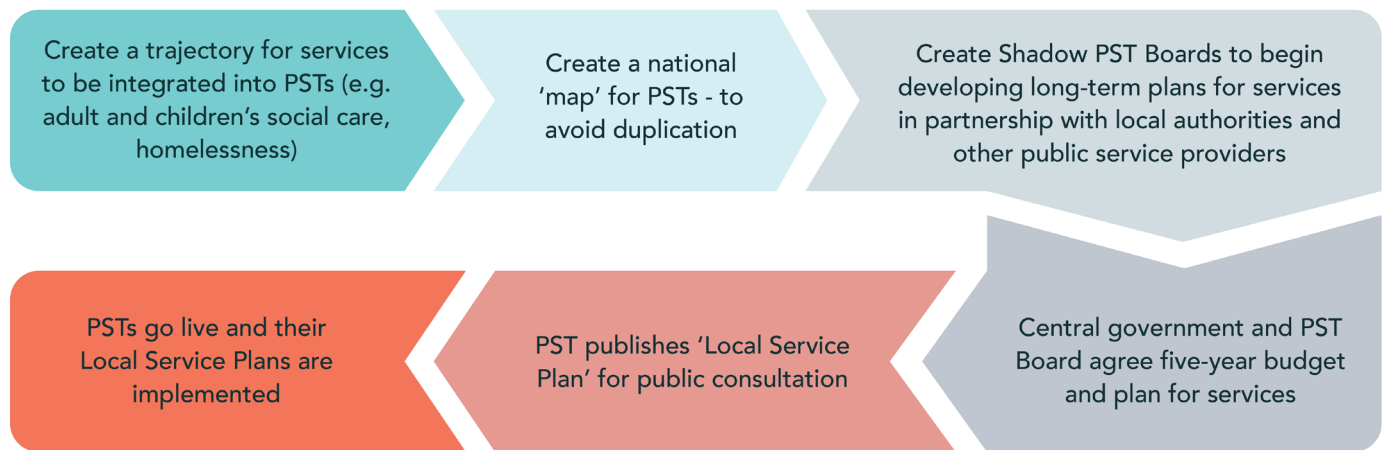 Create a trajectory for services
to be integrated into PSTs (e.g.
adult and children’s social care,
homelessness)
Create a national
‘map’ for PSTs - to
avoid duplication
Create Shadow PST Boards to begin
developing long-term plans for services
in partnership with local authorities and
other public service providers
Central government and PST
Board agree five-year budget
and plan for services
PST publishes ‘Local Service
Plan’ for public consultation
PSTs go live and their
Local Service Plans are
implemented